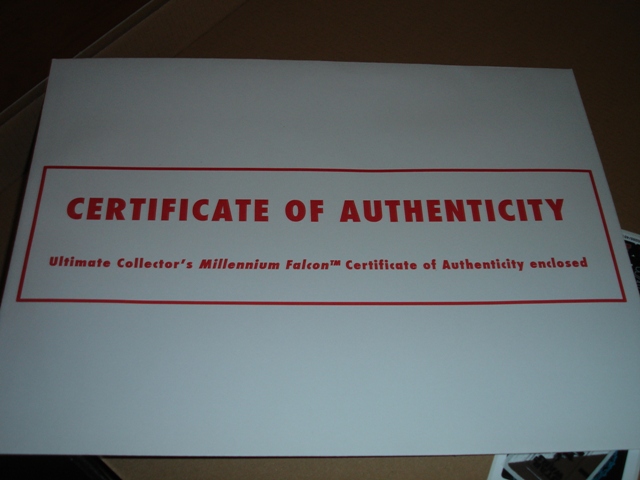 CERTIFICATE OF AUTHENTICITY
Ultimate Collector's Millennium Falcon™ Certificate of Authenticity enclosed